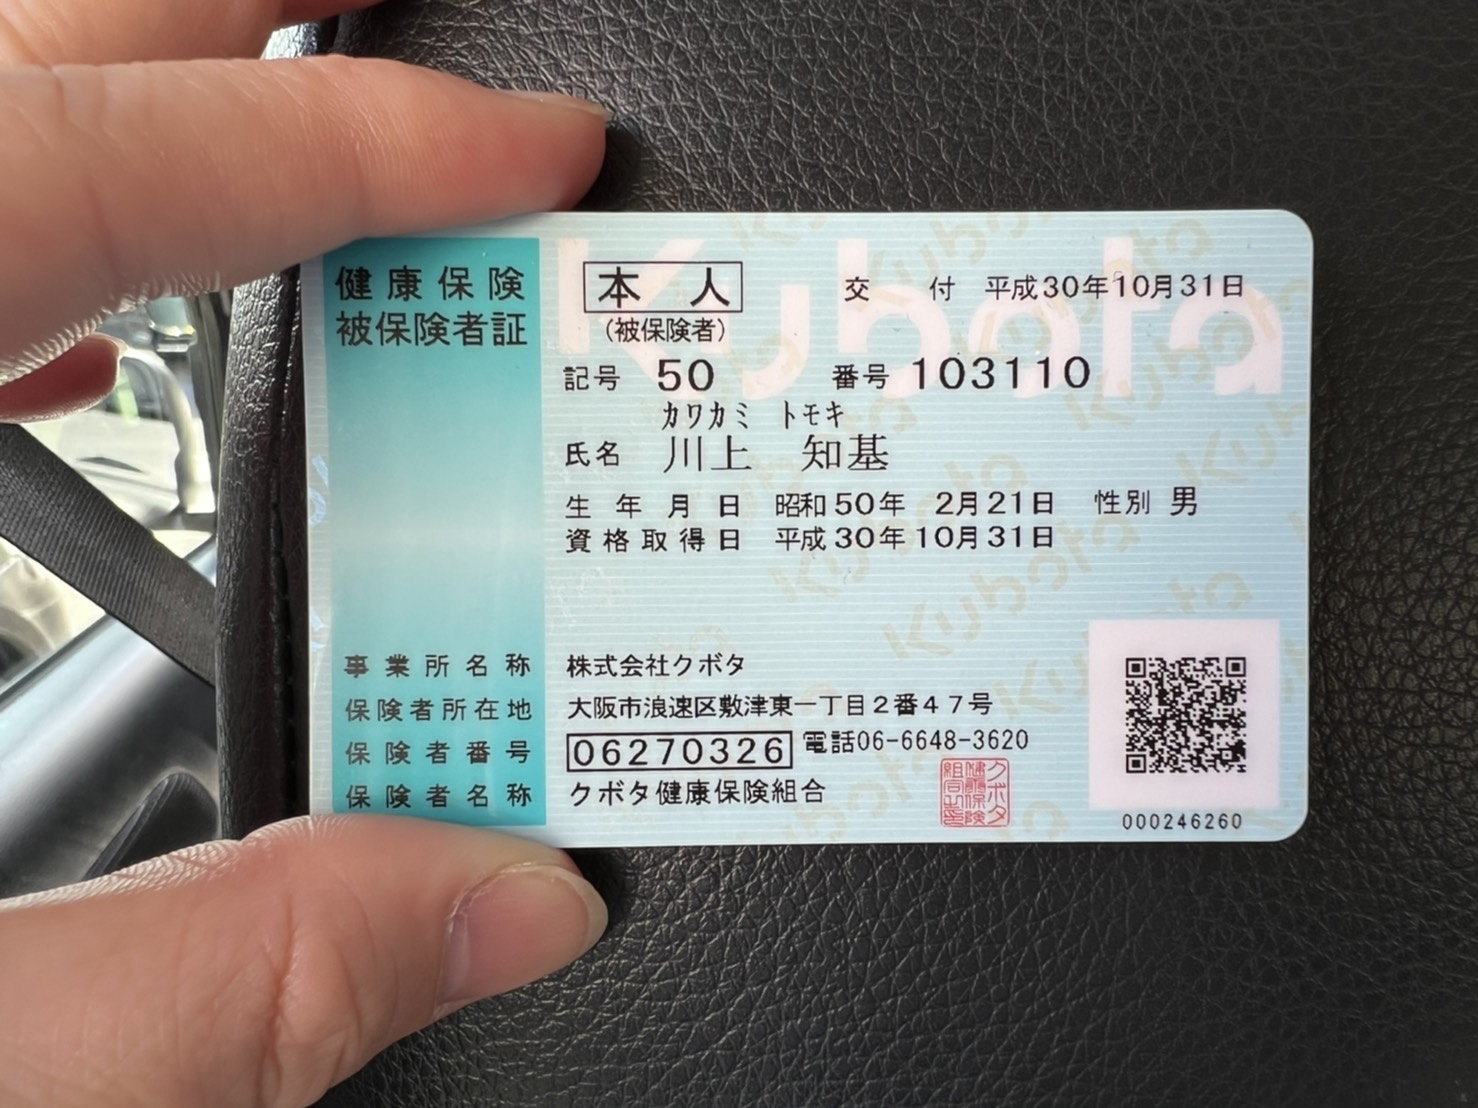 健康保険
被保険者証
本人
(被保険者)
交付 平成30年10月31日
記号 50 番号 103110
カワカミ トモキ
氏名 川上 知基
生年月日 昭和50年 2月21日 性別 男
資格取得日 平成30年10月31日
事業所名称 株式会社クボタ
保険者所在地 大阪市浪速区敷津東一丁目2番47号
保険者番号 06270326 電話06-6648-3620
保険者名称 クボタ健康保険組合
000246260
Kubota